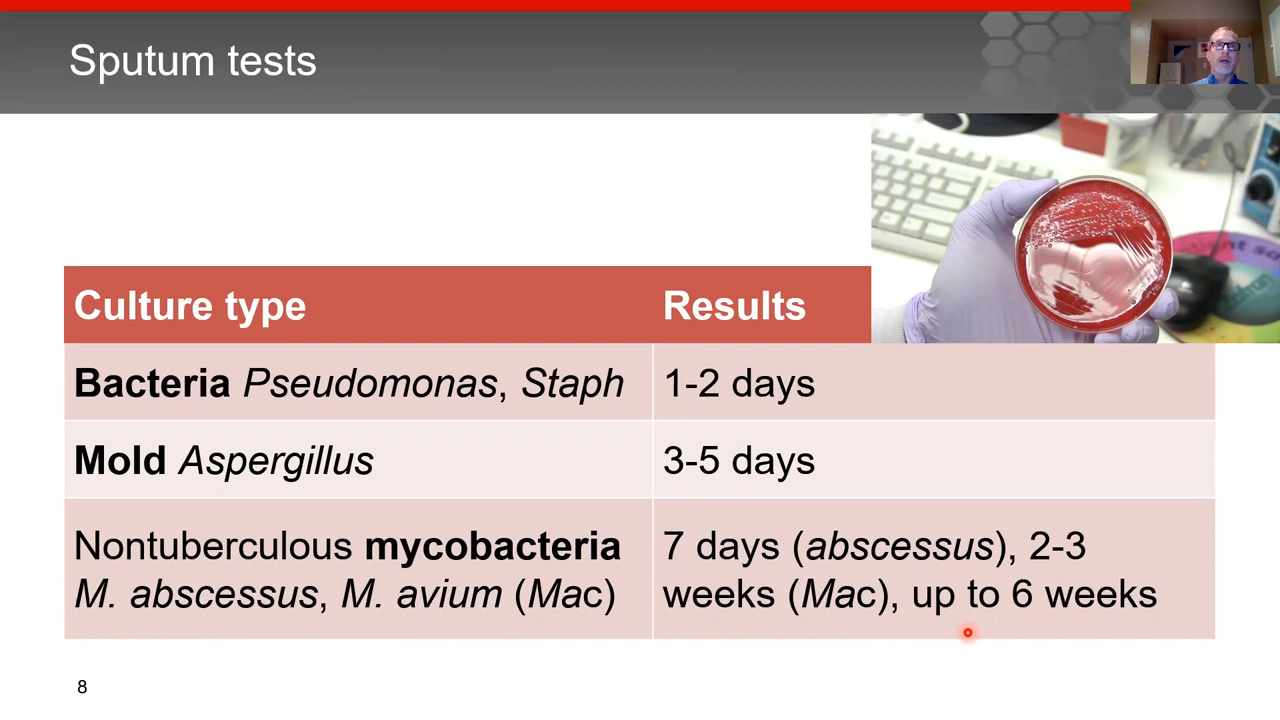 Sputum tests
Culture type
Results
Bacteria Pseudomonas, Staph
1-2 days
Mold Aspergillus
3-5 days
Nontuberculous mycobacteria
M. abscessus, M. avium (Mac)
7 days (abscessus), 2-3
weeks (Mac), up to 6 weeks
8